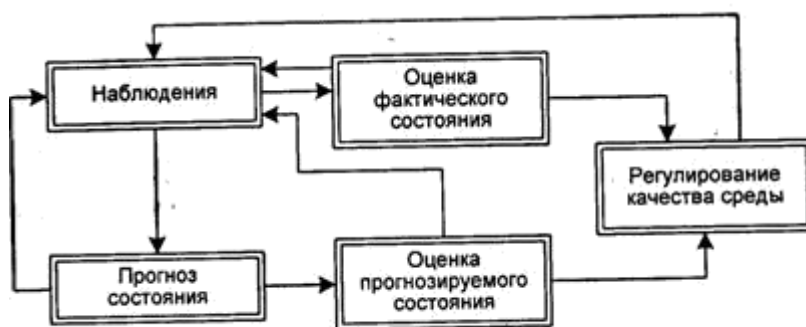 Наблюдения
Оценка
фактического
состояния
Регулирование
качества среды
Прогноз
состояния
Оценка
прогнозируемого
состояния